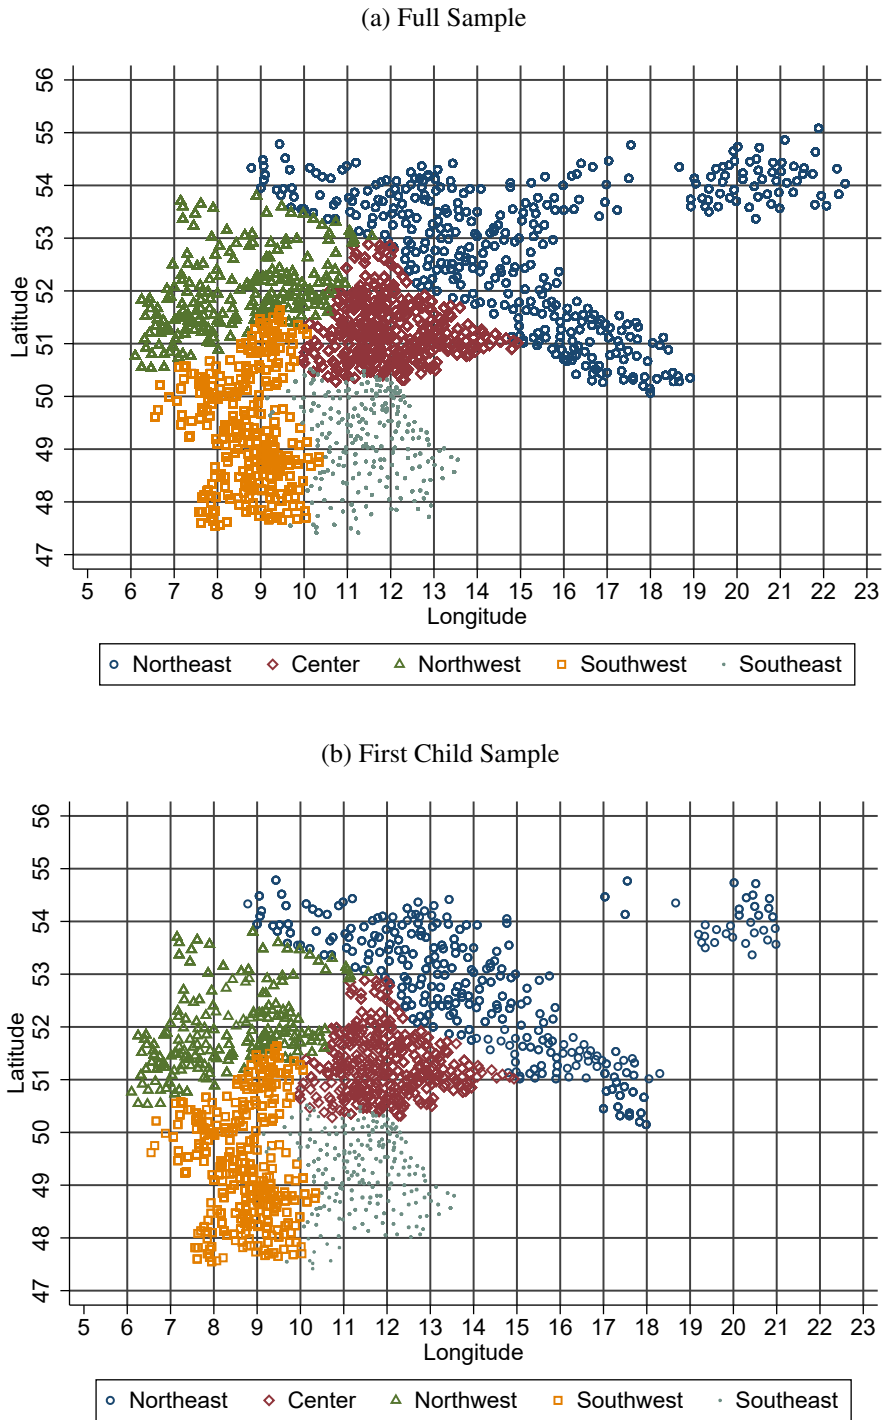 (a) Full Sample
56
55
54
53
52
51
50
49
48
47
Latitude
5 6 7 8 9 10 11 12 13 14 15 16 17 18 19 20 21 22 23
Longitude
Northeast Center Northwest Southwest Southeast
(b) First Child Sample
56
55
54
53
52
51
50
49
48
47
Latitude
5 6 7 8 9 10 11 12 13 14 15 16 17 18 19 20 21 22 23
Longitude
Northeast Center Northwest Southwest Southeast